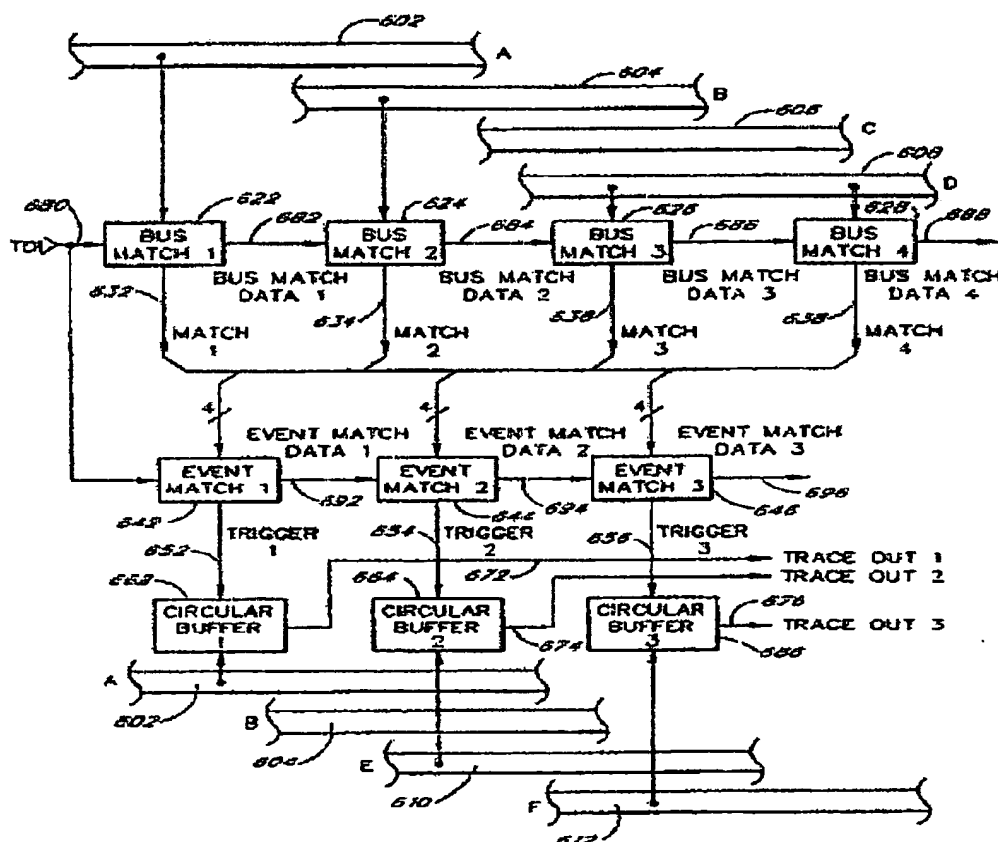 602
A
604
B
606
C
608
D
680
TDI
622
682
624
684
626
686
628
688
BUS MATCH 1
BUS MATCH 2
BUS MATCH 3
BUS MATCH 4
BUS MATCH DATA 1
BUS MATCH DATA 2
BUS MATCH DATA 3
BUS MATCH DATA 4
632
634
636
638
MATCH 1
MATCH 2
MATCH 3
MATCH 4
4
4
4
EVENT MATCH DATA 1
EVENT MATCH DATA 2
EVENT MATCH DATA 3
EVENT MATCH 1
EVENT MATCH 2
EVENT MATCH 3
692
694
696
642
644
646
652
TRIGGER 1
654
TRIGGER 2
656
TRIGGER 3
672
TRACE OUT 1
TRACE OUT 2
664
CIRCULAR BUFFER 1
CIRCULAR BUFFER 2
CIRCULAR BUFFER 3
674
676
TRACE OUT 3
A
602
B
604
E
610
F
612